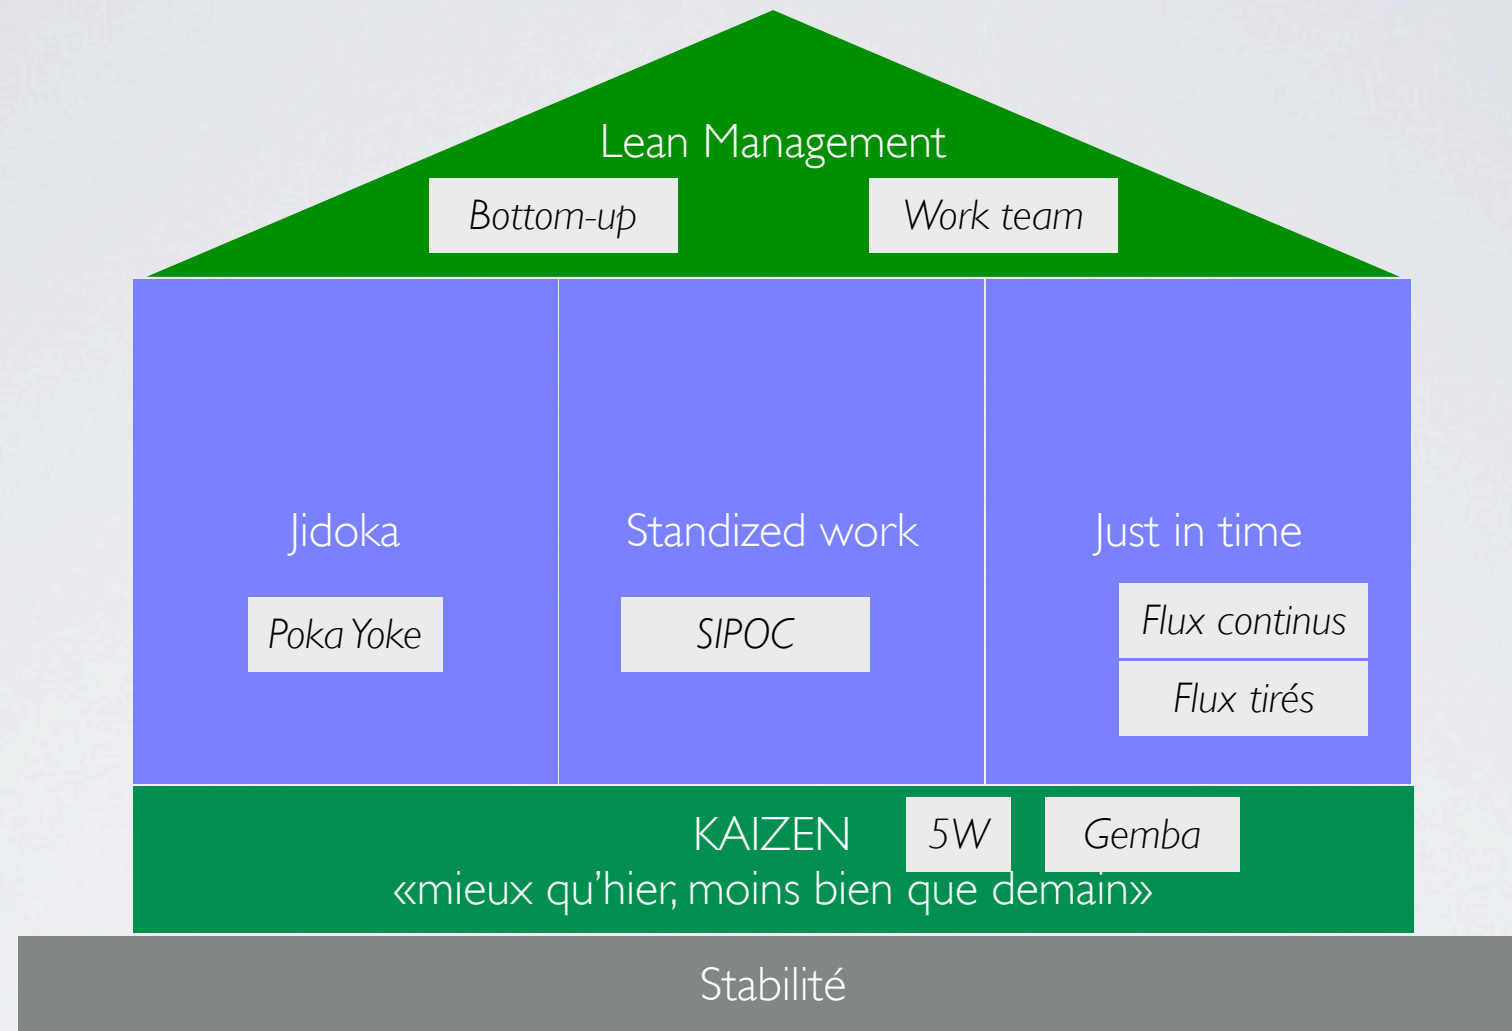 Lean Management
Bottom-up
Work team
Jidoka
Standized work
Just in time
Poka Yoke
SIPOC
Flux continus
Flux tirés
KAIZEN
5W
Gemba
«mieux qu’hier, moins bien que demain»
Stabilité